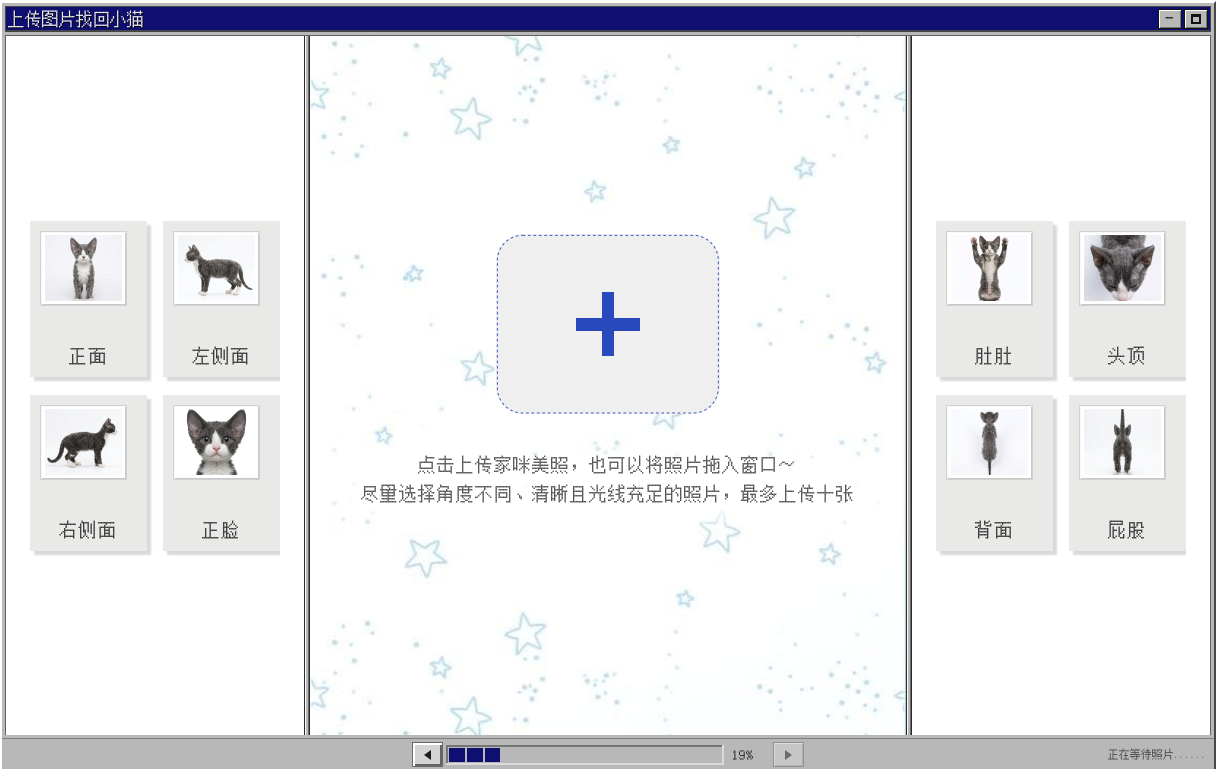 上传图片找回小猫
正面
左侧面
右侧面
正脸
点击上传家咪美照，也可以将照片拖入窗口～
尽量选择角度不同、清晰且光线充足的照片，最多上传十张
肚肚
头顶
背面
屁股
19%
正在等待照片......